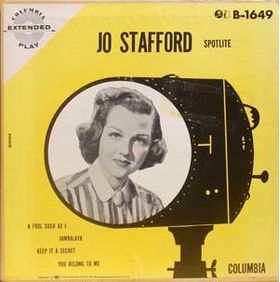 COLUMBIA
EXTENDED
PLAY
B-1649
JO STAFFORD
SPOTLITE
A FOOL SUCH AS I
JAMBALAYA
KEEP IT A SECRET
YOU BELONG TO ME
COLUMBIA